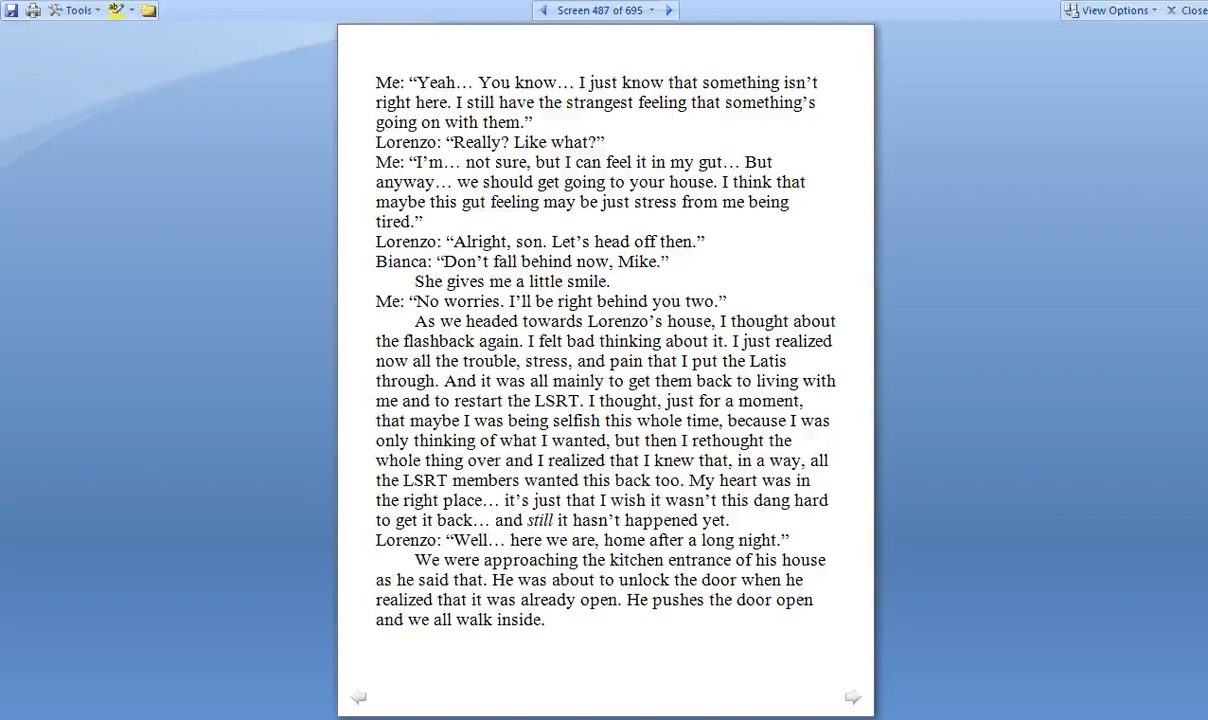 Tools
Screen 487 of 695
View Options
Close
Me: “Yeah… You know… I just know that something isn’t
right here. I still have the strangest feeling that something’s
going on with them.”
Lorenzo: “Really? Like what?”
Me: “I’m… not sure, but I can feel it in my gut… But
anyway… we should get going to your house. I think that
maybe this gut feeling may be just stress from me being
tired.”
Lorenzo: “Alright, son. Let’s head off then.”
Bianca: “Don’t fall behind now, Mike.”
She gives me a little smile.
Me: “No worries. I’ll be right behind you two.”
As we headed towards Lorenzo’s house, I thought about
the flashback again. I felt bad thinking about it. I just realized
now all the trouble, stress, and pain that I put the Latis
through. And it was all mainly to get them back to living with
me and to restart the LSRT. I thought, just for a moment,
that maybe I was being selfish this whole time, because I was
only thinking of what I wanted, but then I rethought the
whole thing over and I realized that I knew that, in a way, all
the LSRT members wanted this back too. My heart was in
the right place… it’s just that I wish it wasn’t this dang hard
to get it back… and still it hasn’t happened yet.
Lorenzo: “Well… here we are, home after a long night.”
We were approaching the kitchen entrance of his house
as he said that. He was about to unlock the door when he
realized that it was already open. He pushes the door open
and we all walk inside.